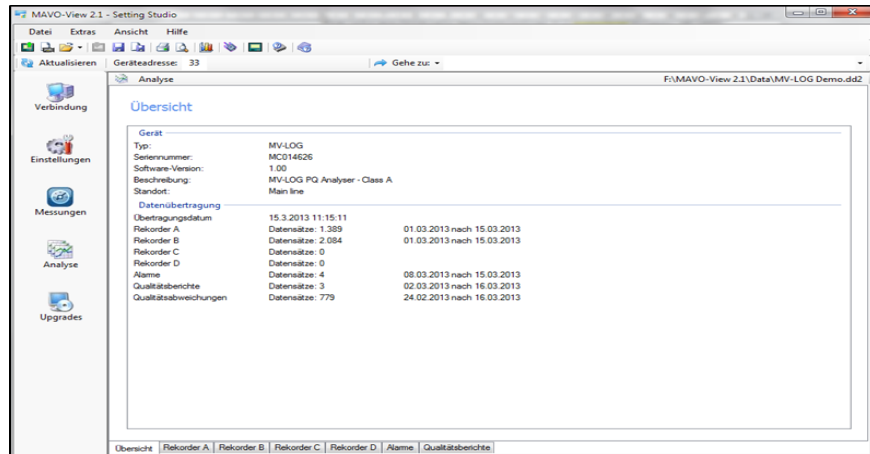 MAVO-View 2.1 - Setting Studio
Datei Extras Ansicht Hilfe
Aktualisieren Geräteadresse: 33 Gehe zu:
Analyse F:\MAVO-View 2.1\Data\MV-LOG Demo.dd2
Verbindung
Einstellungen
Messungen
Analyse
Upgrades
Übersicht
Gerät
Typ: MV-LOG
Seriennummer: MC014626
Software-Version: 1.00
Beschreibung: MV-LOG PQ Analyser - Class A
Standort: Main line
Datenübertragung
Übertragungsdatum 15.3.2013 11:15:11
Rekorder A Datensätze: 1.389 01.03.2013 nach 15.03.2013
Rekorder B Datensätze: 2.084 01.03.2013 nach 15.03.2013
Rekorder C Datensätze: 0
Rekorder D Datensätze: 0
Alarme Datensätze: 4 08.03.2013 nach 15.03.2013
Qualitätsberichte Datensätze: 3 02.03.2013 nach 16.03.2013
Qualitätsabweichungen Datensätze: 779 24.02.2013 nach 16.03.2013
Übersicht Rekorder A Rekorder B Rekorder C Rekorder D Alarme Qualitätsberichte